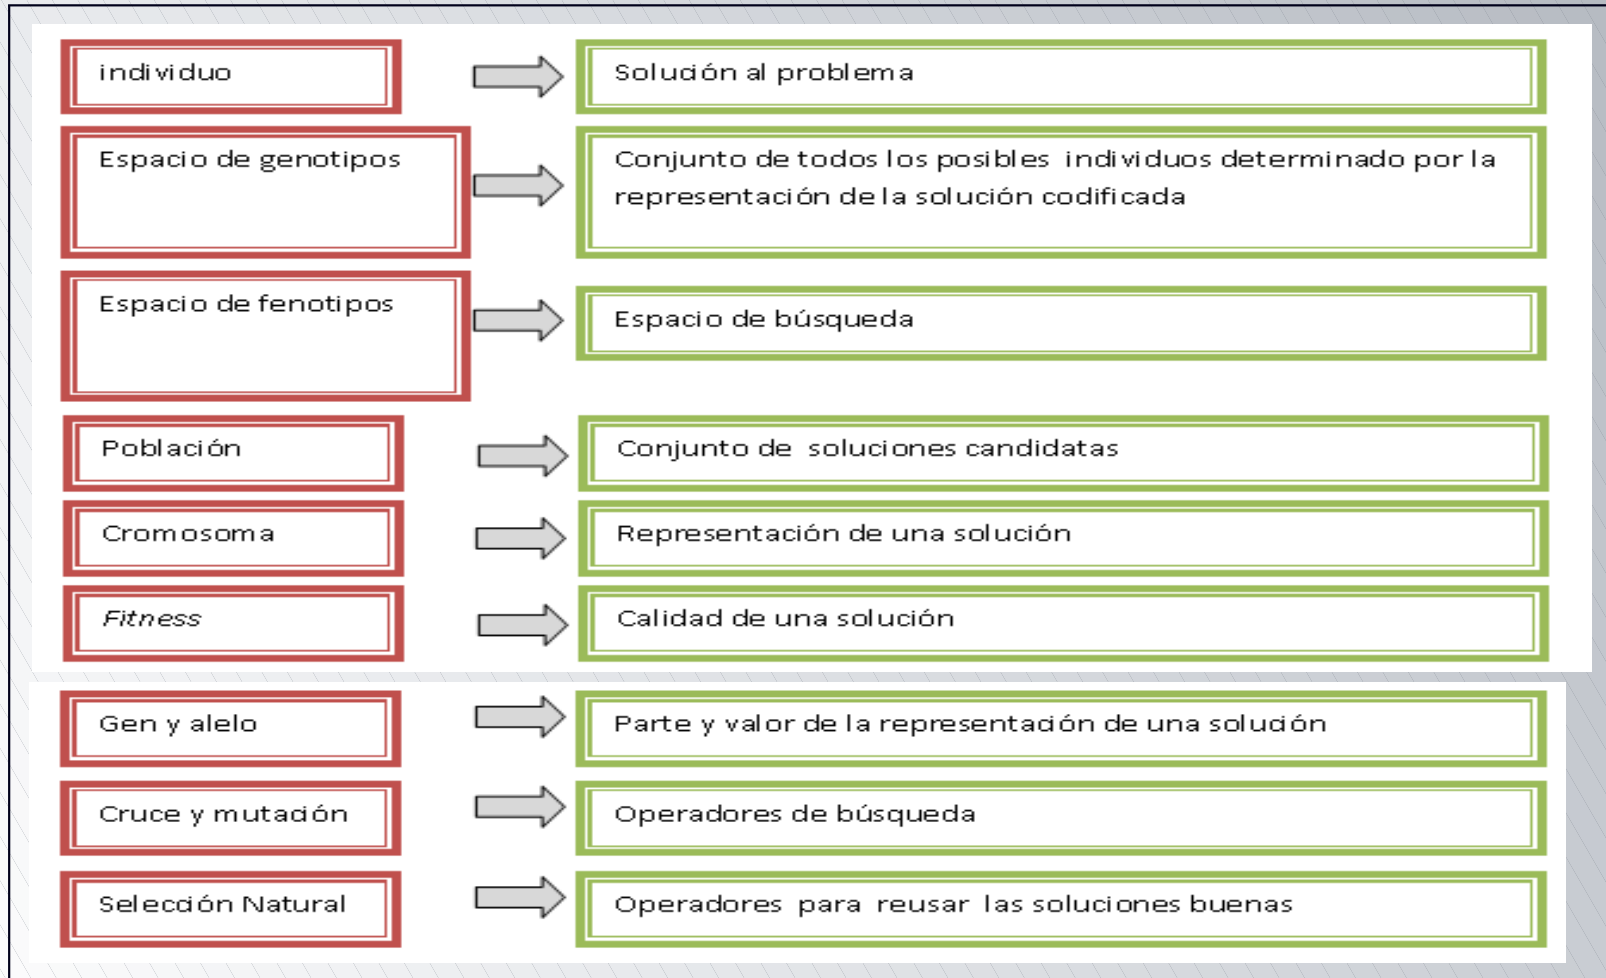 individuo
Solución al problema
Espacio de genotipos
Conjunto de todos los posibles individuos determinado por la
representación de la solución codificada
Espacio de fenotipos
Espacio de búsqueda
Población
Conjunto de soluciones candidatas
Cromosoma
Representación de una solución
Fitness
Calidad de una solución
Gen y alelo
Parte y valor de la representación de una solución
Cruce y mutación
Operadores de búsqueda
Selección Natural
Operadores para reusar las soluciones buenas